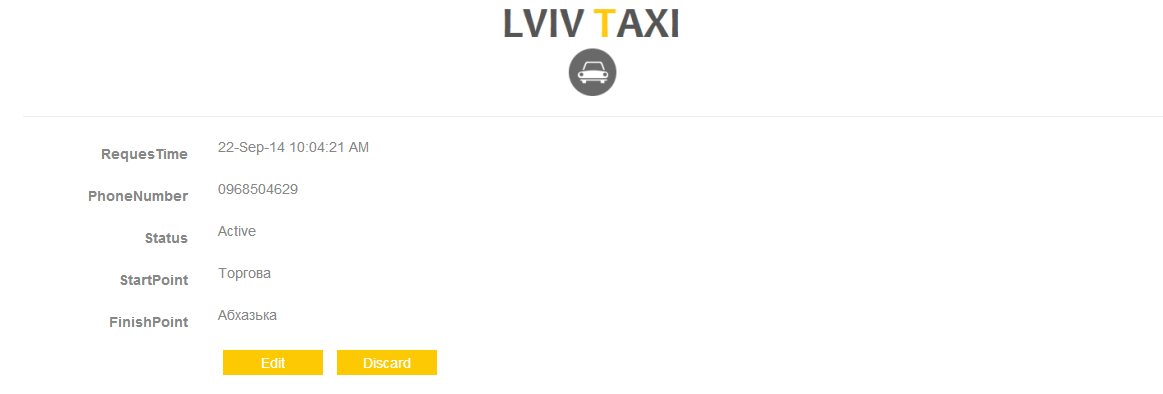 LVIV TAXI
RequesTime 22-Sep-14 10:04:21 AM
PhoneNumber 0968504629
Status Active
StartPoint Торгова
FinishPoint Абхазька
Edit Discard